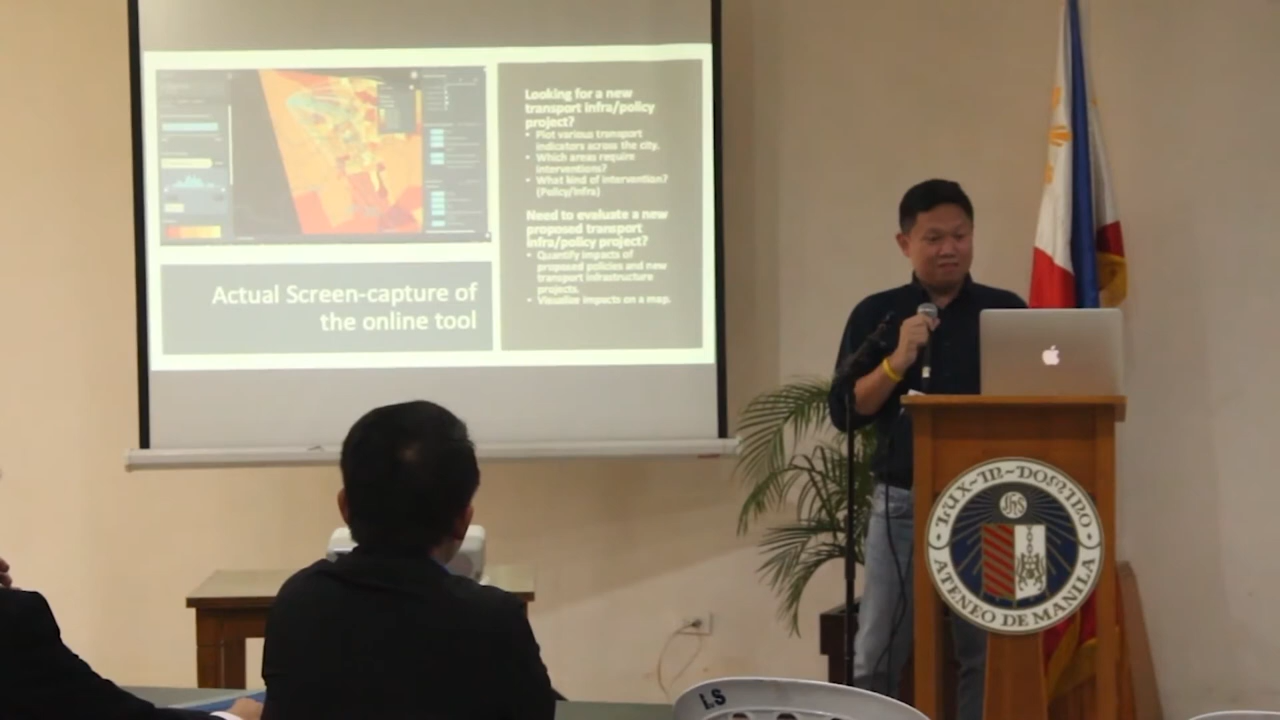 Actual Screen-capture of
the online tool
Looking for a new
transport infra/policy
project?
• Plot various transport
indicators across the city.
• Which areas require
interventions?
• What kind of intervention?
(Policy/Infra)
Need to evaluate a new
proposed transport
infra/policy project?
• Quantify impacts of
proposed policies and new
transport infrastructure
projects.
• Visualize impacts on a map.
LUX-IN-DOMINO
IHS
ATENEO DE MANILA
LS